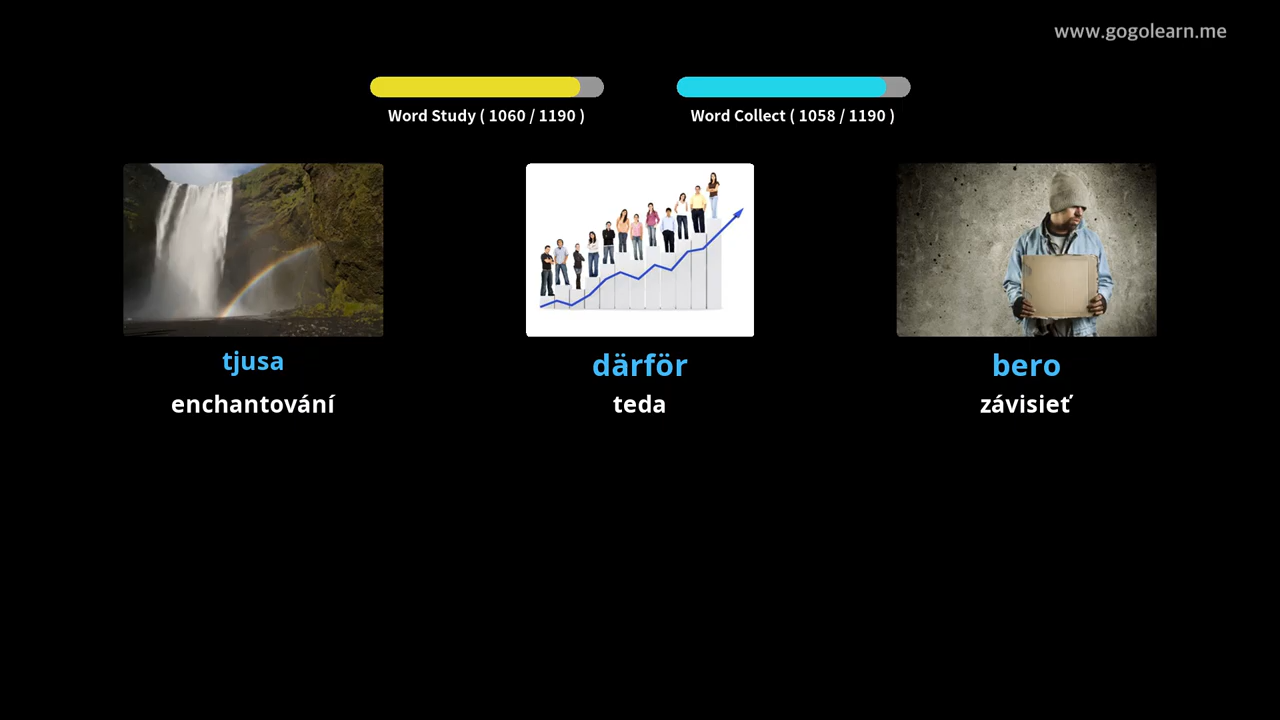 www.gogolearn.me
Word Study ( 1060 / 1190 )
Word Collect ( 1058 / 1190 )
tjusa
därför
bero
enchantování
teda
závisieť